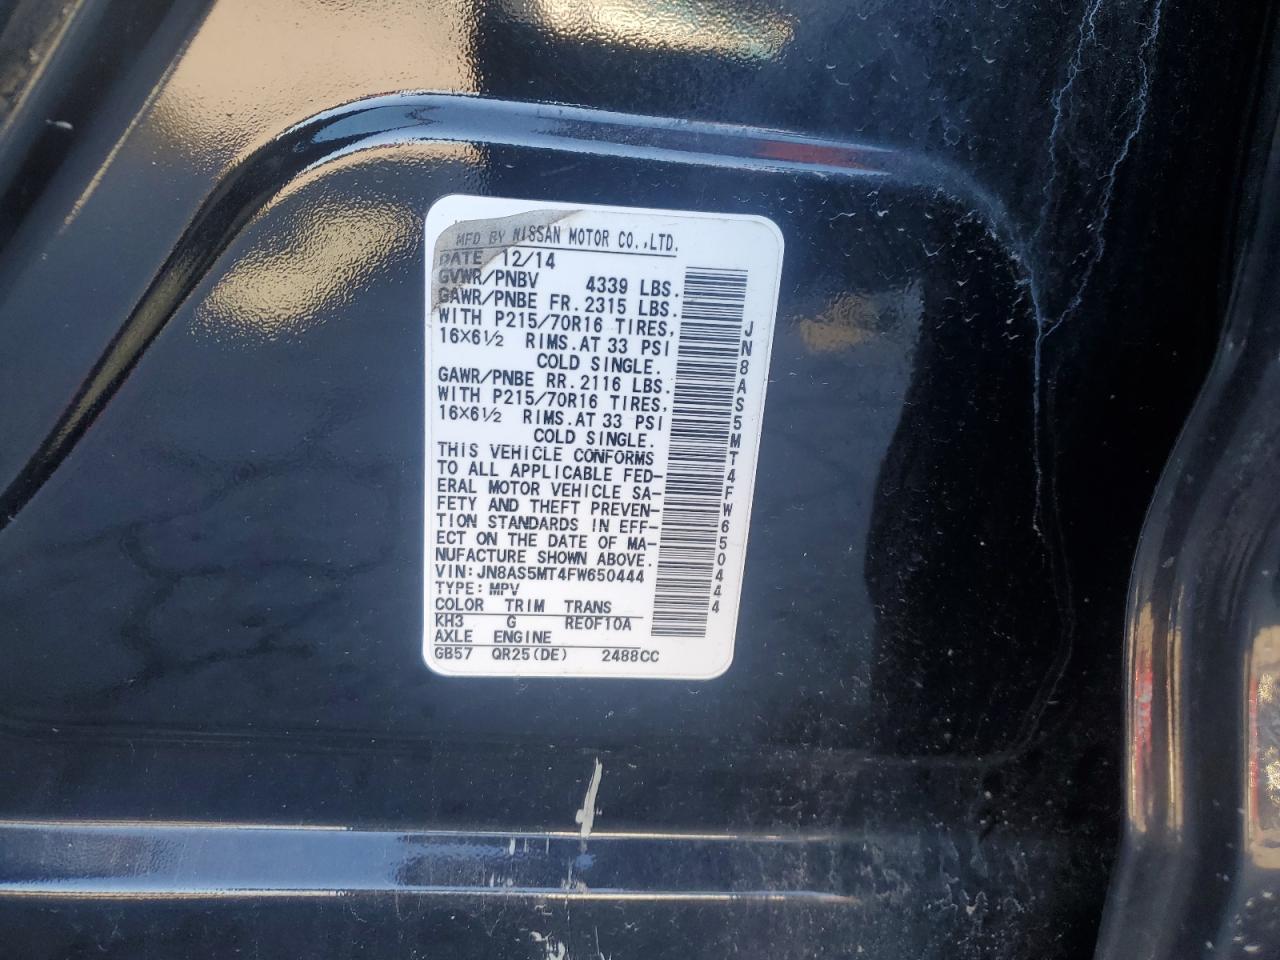 MFD BY NISSAN MOTOR CO.,LTD.
DATE 12/14
GVWR/PNBV 4339 LBS.
GAWR/PNBE FR.2315 LBS.
WITH P215/70R16 TIRES,
16×6½ RIMS.AT 33 PSI
COLD SINGLE.
GAWR/PNBE RR.2116 LBS.
WITH P215/70R16 TIRES,
16×6½ RIMS.AT 33 PSI
COLD SINGLE.
THIS VEHICLE CONFORMS
TO ALL APPLICABLE FED-
ERAL MOTOR VEHICLE SA-
FETY AND THEFT PREVEN-
TION STANDARDS IN EFF-
ECT ON THE DATE OF MA-
NUFACTURE SHOWN ABOVE.
VIN:JN8AS5MT4FW650444
TYPE:MPV
COLOR TRIM TRANS
KH3 G RE0F10A
AXLE ENGINE
GB57 QR25(DE) 2488CC
JN8AS5MT4FW650444